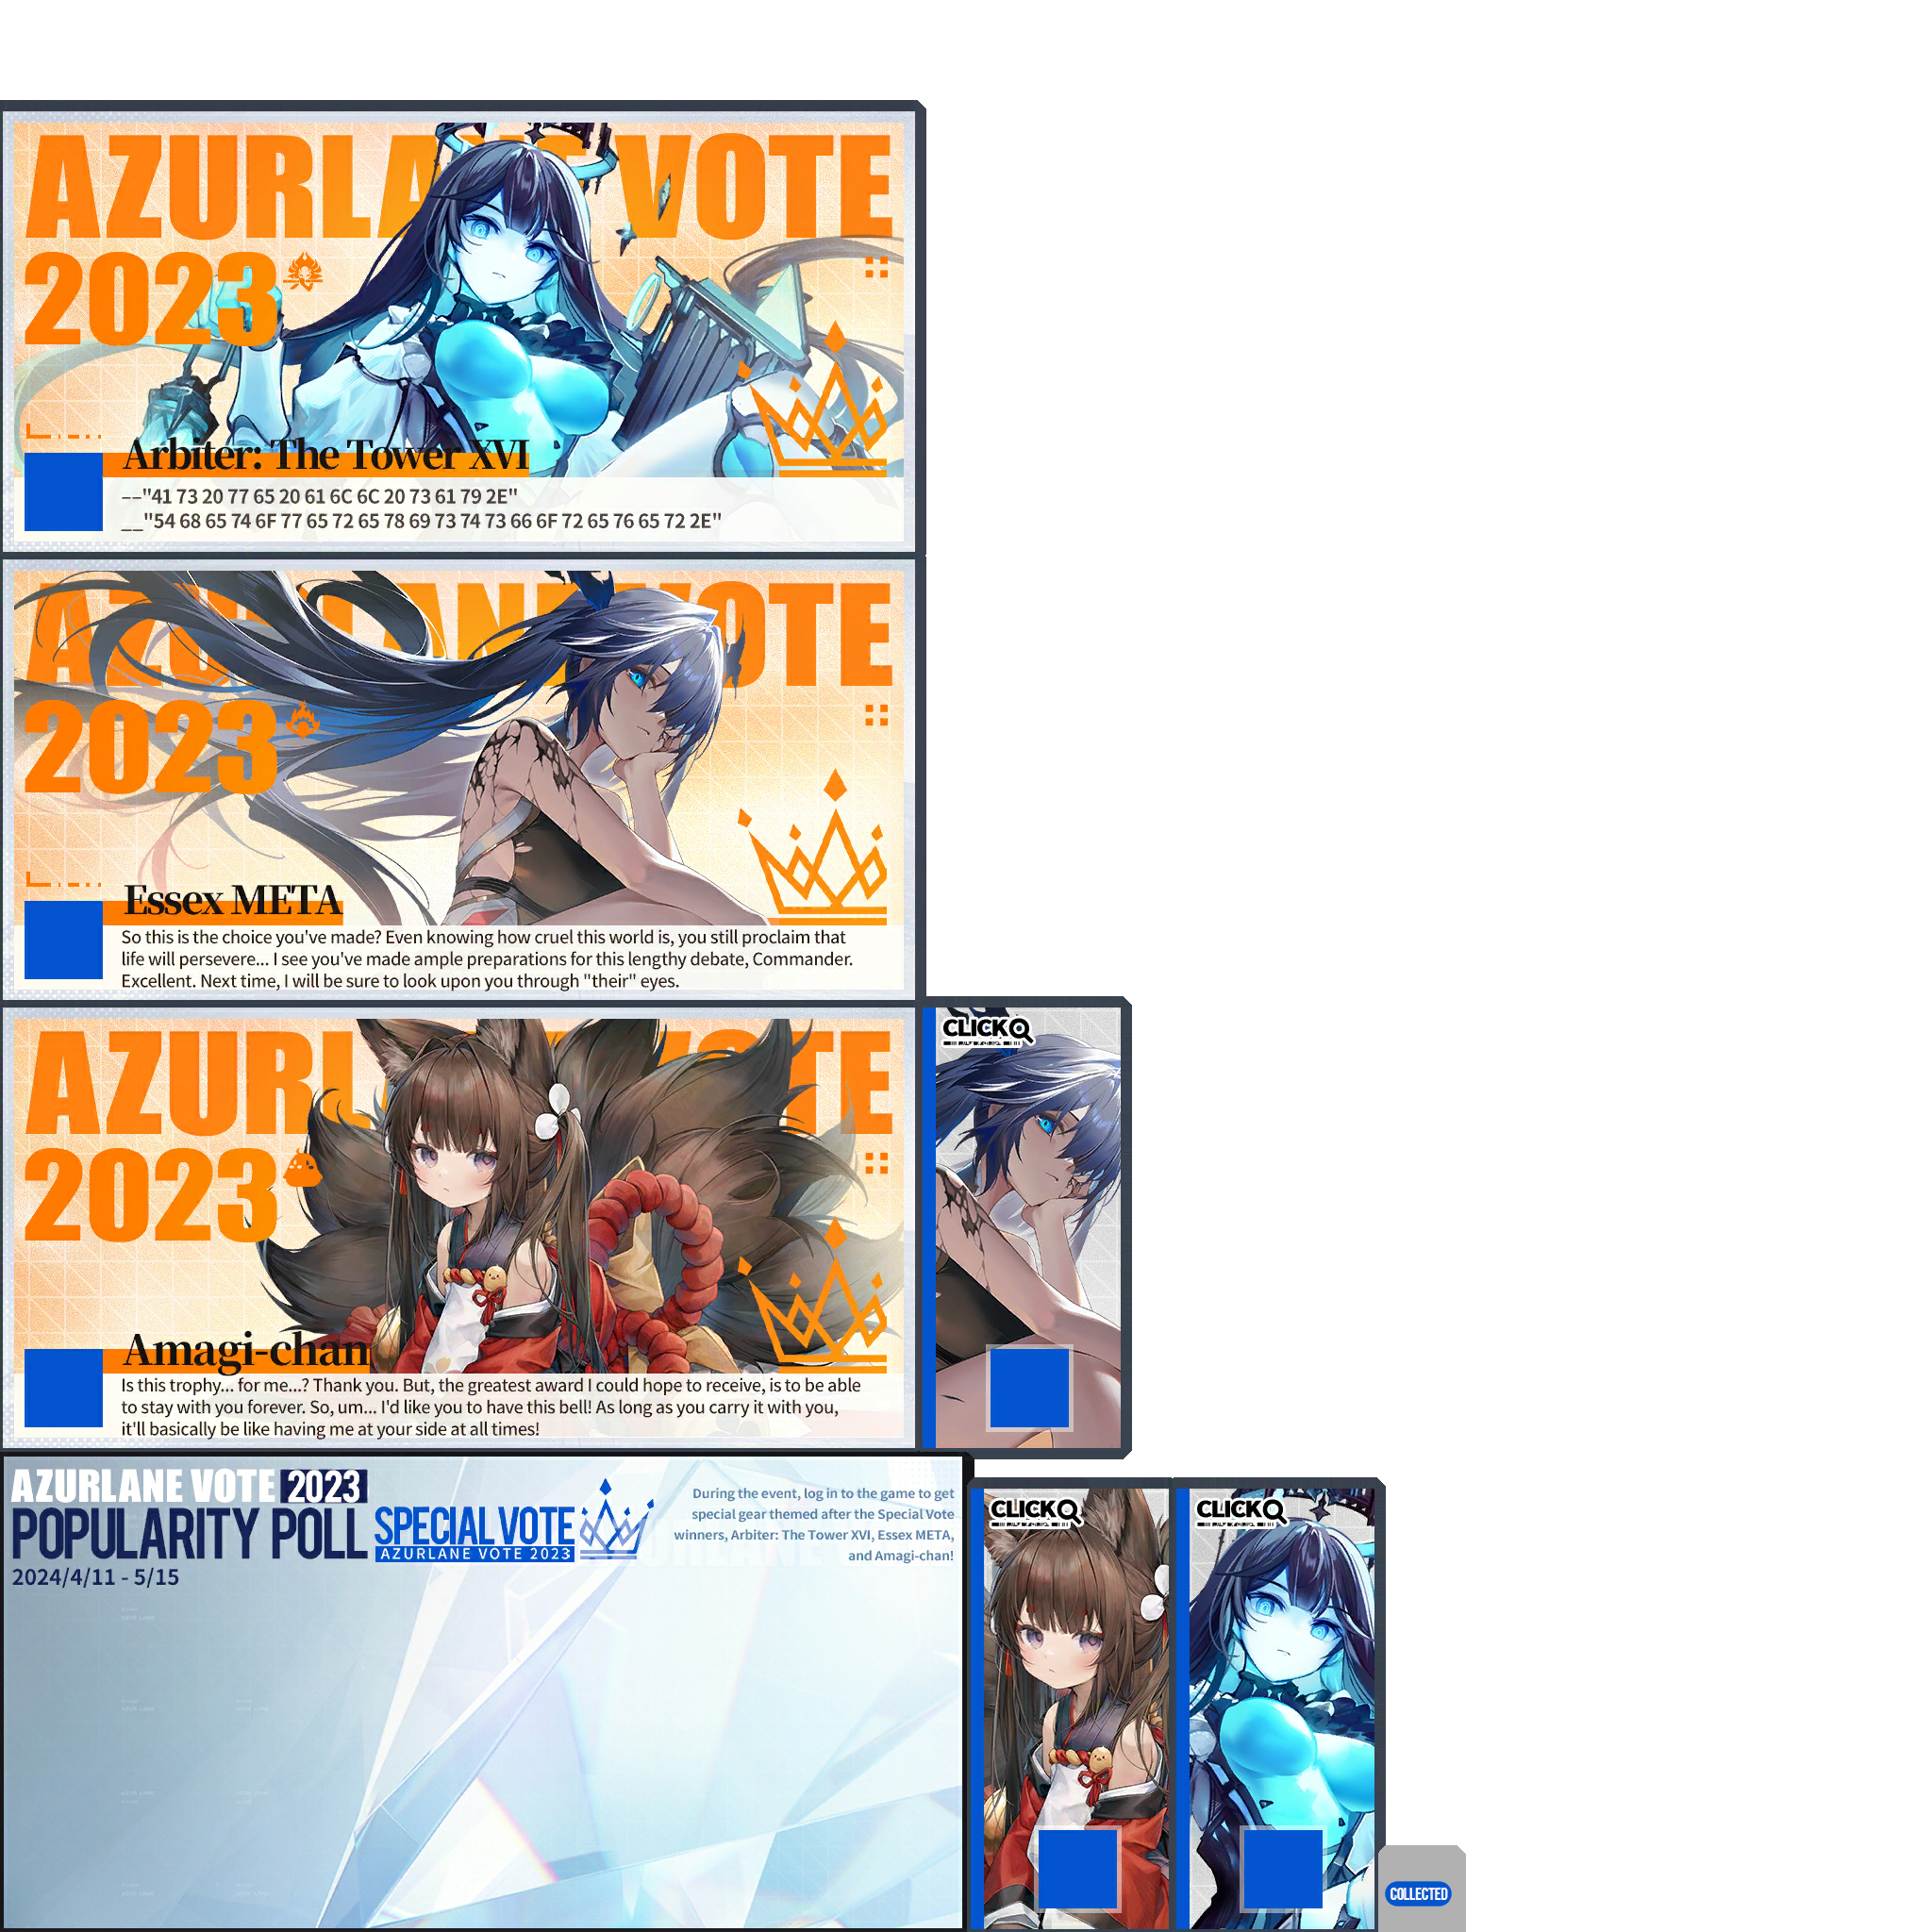 AZURLANE VOTE
2023
Arbiter: The Tower XVI
––"41 73 20 77 65 20 61 6C 6C 20 73 61 79 2E"
__"54 68 65 74 6F 77 65 72 65 78 69 73 74 73 66 6F 72 65 76 65 72 2E"
AZURLANE VOTE
2023
Essex META
So this is the choice you've made? Even knowing how cruel this world is, you still proclaim that
life will persevere... I see you've made ample preparations for this lengthy debate, Commander.
Excellent. Next time, I will be sure to look upon you through "their" eyes.
CLICK
AZURLANE VOTE
2023
Amagi-chan
Is this trophy... for me...? Thank you. But, the greatest award I could hope to receive, is to be able
to stay with you forever. So, um... I'd like you to have this bell! As long as you carry it with you,
it'll basically be like having me at your side at all times!
AZURLANE VOTE 2023
POPULARITY POLL
2024/4/11 - 5/15
SPECIAL VOTE
AZURLANE VOTE 2023
During the event, log in to the game to get
special gear themed after the Special Vote
winners, Arbiter: The Tower XVI, Essex META,
and Amagi-chan!
CLICK
CLICK
COLLECTED